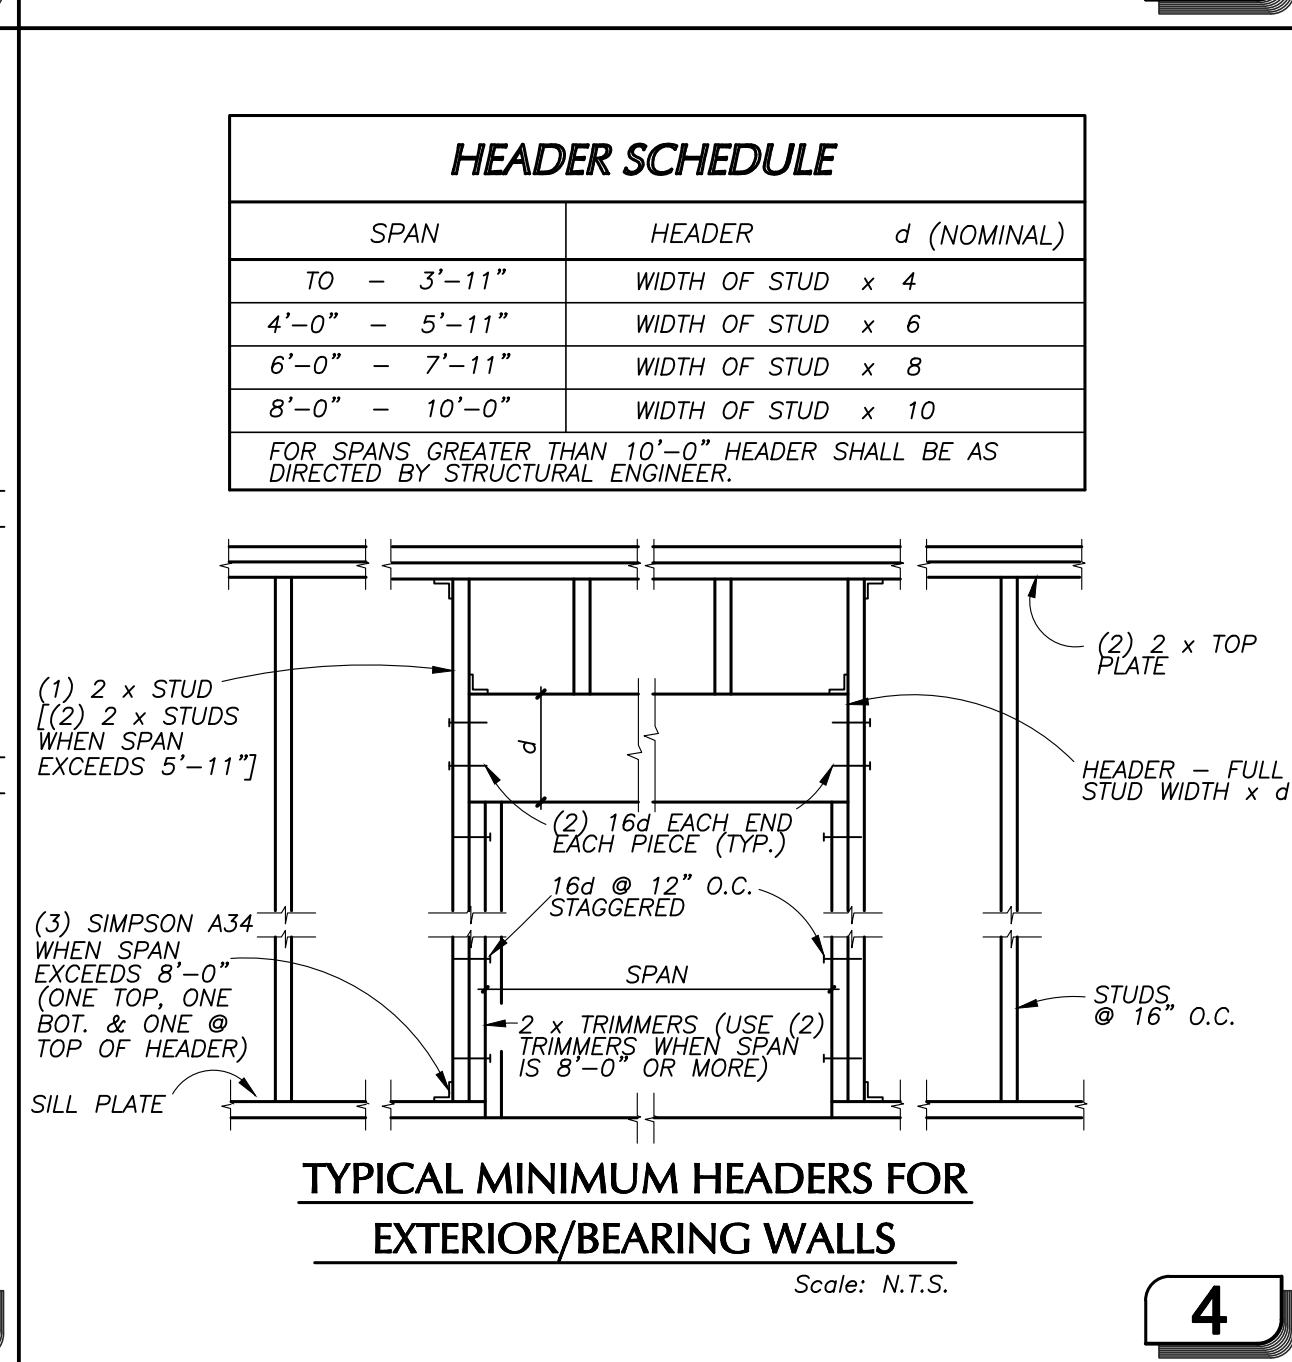 HEADER SCHEDULE
SPAN HEADER d (NOMINAL)
TO – 3'–11" WIDTH OF STUD x 4
4'–0" – 5'–11" WIDTH OF STUD x 6
6'–0" – 7'–11" WIDTH OF STUD x 8
8'–0" – 10'–0" WIDTH OF STUD x 10
FOR SPANS GREATER THAN 10'–0" HEADER SHALL BE AS
DIRECTED BY STRUCTURAL ENGINEER.
(2) 2 x TOP
PLATE
(1) 2 x STUD
[(2) 2 x STUDS
WHEN SPAN
EXCEEDS 5'–11"]
d
HEADER – FULL
STUD WIDTH x d
(2) 16d EACH END
EACH PIECE (TYP.)
16d @ 12" O.C.
STAGGERED
(3) SIMPSON A34
WHEN SPAN
EXCEEDS 8'–0"
(ONE TOP, ONE
BOT. & ONE @
TOP OF HEADER)
SPAN
STUDS
@ 16" O.C.
2 x TRIMMERS (USE (2)
TRIMMERS WHEN SPAN
IS 8'–0" OR MORE)
SILL PLATE
TYPICAL MINIMUM HEADERS FOR
EXTERIOR/BEARING WALLS
Scale: N.T.S.
4